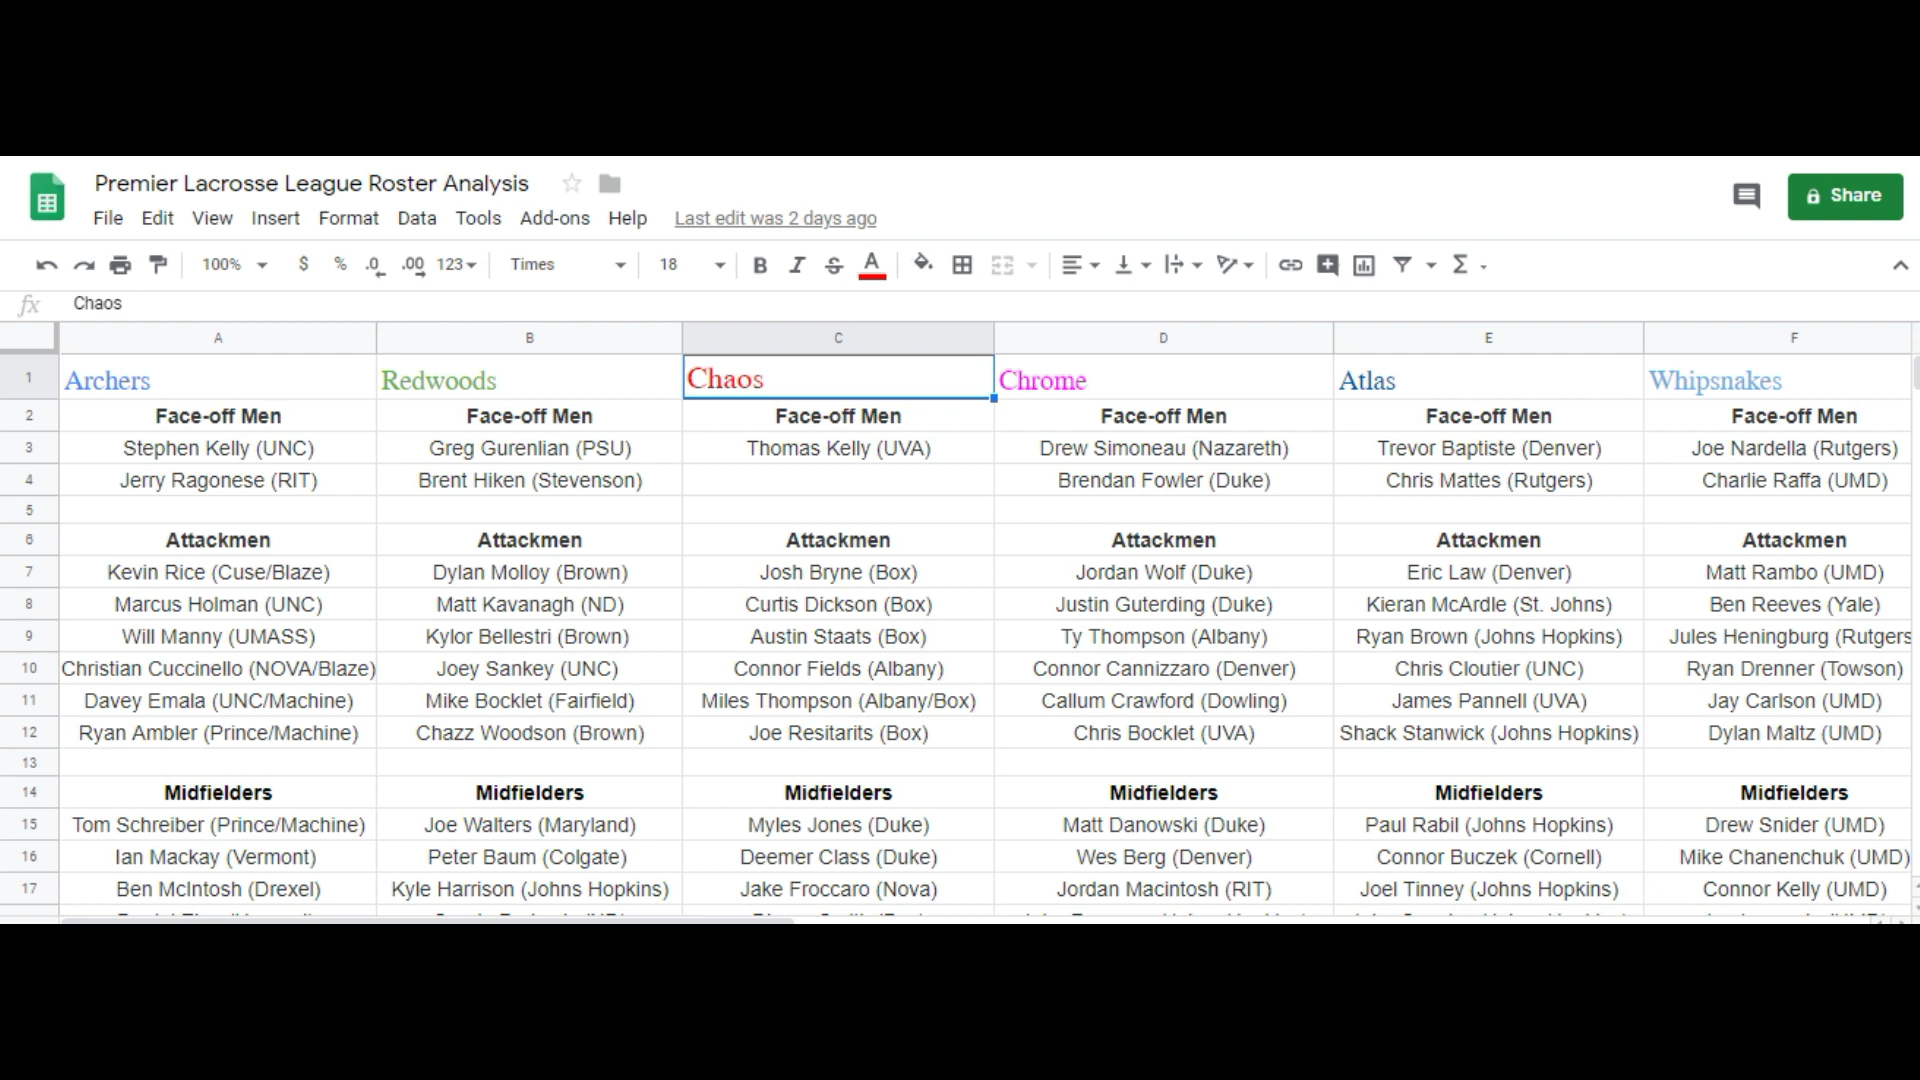 Premier Lacrosse League Roster Analysis
File Edit View Insert Format Data Tools Add-ons Help Last edit was 2 days ago
Share
100% $ % .0 .00 123 Times 18 B I S A
fx Chaos
A B C D E F
1 Archers Redwoods Chaos Chrome Atlas Whipsnakes
2 Face-off Men Face-off Men Face-off Men Face-off Men Face-off Men Face-off Men
3 Stephen Kelly (UNC) Greg Gurenlian (PSU) Thomas Kelly (UVA) Drew Simoneau (Nazareth) Trevor Baptiste (Denver) Joe Nardella (Rutgers)
4 Jerry Ragonese (RIT) Brent Hiken (Stevenson) Brendan Fowler (Duke) Chris Mattes (Rutgers) Charlie Raffa (UMD)
5
6 Attackmen Attackmen Attackmen Attackmen Attackmen Attackmen
7 Kevin Rice (Cuse/Blaze) Dylan Molloy (Brown) Josh Bryne (Box) Jordan Wolf (Duke) Eric Law (Denver) Matt Rambo (UMD)
8 Marcus Holman (UNC) Matt Kavanagh (ND) Curtis Dickson (Box) Justin Guterding (Duke) Kieran McArdle (St. Johns) Ben Reeves (Yale)
9 Will Manny (UMASS) Kylor Bellestri (Brown) Austin Staats (Box) Ty Thompson (Albany) Ryan Brown (Johns Hopkins) Jules Heningburg (Rutgers
10 Christian Cuccinello (NOVA/Blaze) Joey Sankey (UNC) Connor Fields (Albany) Connor Cannizzaro (Denver) Chris Cloutier (UNC) Ryan Drenner (Towson)
11 Davey Emala (UNC/Machine) Mike Bocklet (Fairfield) Miles Thompson (Albany/Box) Callum Crawford (Dowling) James Pannell (UVA) Jay Carlson (UMD)
12 Ryan Ambler (Prince/Machine) Chazz Woodson (Brown) Joe Resitarits (Box) Chris Bocklet (UVA) Shack Stanwick (Johns Hopkins) Dylan Maltz (UMD)
13
14 Midfielders Midfielders Midfielders Midfielders Midfielders Midfielders
15 Tom Schreiber (Prince/Machine) Joe Walters (Maryland) Myles Jones (Duke) Matt Danowski (Duke) Paul Rabil (Johns Hopkins) Drew Snider (UMD)
16 Ian Mackay (Vermont) Peter Baum (Colgate) Deemer Class (Duke) Wes Berg (Denver) Connor Buczek (Cornell) Mike Chanenchuk (UMD)
17 Ben McIntosh (Drexel) Kyle Harrison (Johns Hopkins) Jake Froccaro (Nova) Jordan Macintosh (RIT) Joel Tinney (Johns Hopkins) Connor Kelly (UMD)